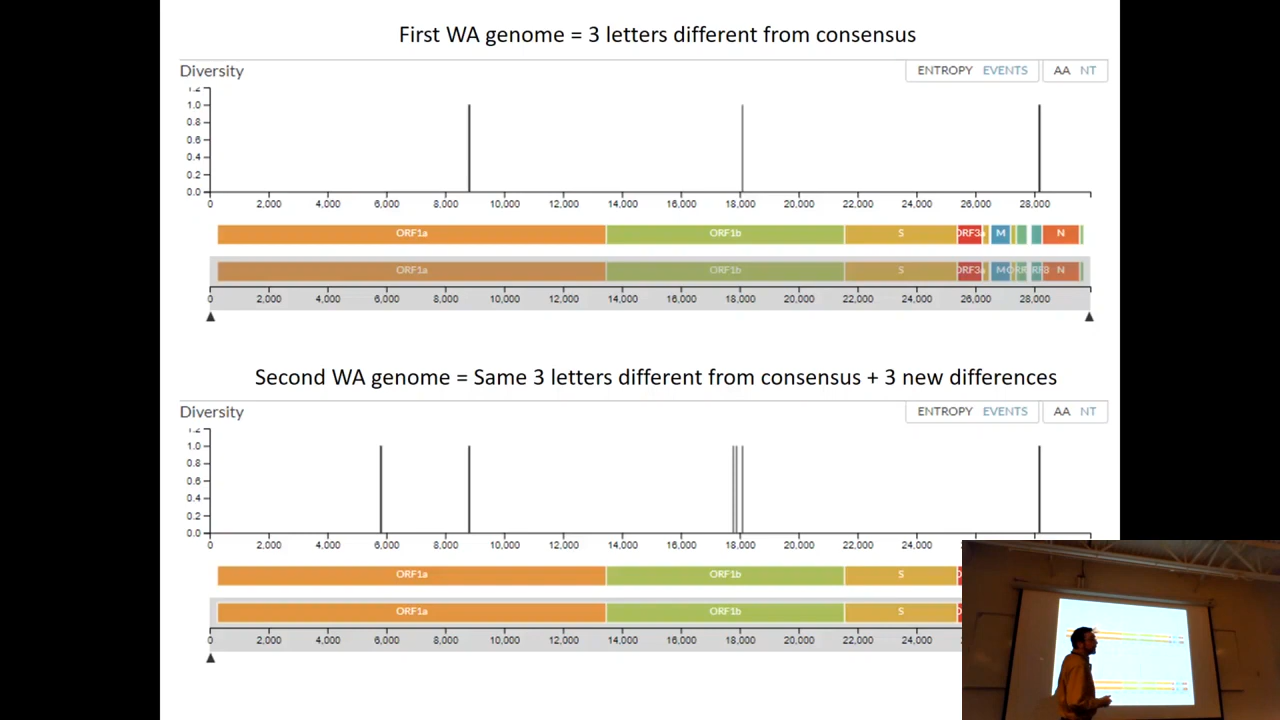 First WA genome = 3 letters different from consensus
Diversity
ENTROPY EVENTS AA NT
1.2
1.0
0.8
0.6
0.4
0.2
0.0
0 2,000 4,000 6,000 8,000 10,000 12,000 14,000 16,000 18,000 20,000 22,000 24,000 26,000 28,000
ORF1a ORF1b S ORF3a M N
ORF1a ORF1b S ORF3a M N
0 2,000 4,000 6,000 8,000 10,000 12,000 14,000 16,000 18,000 20,000 22,000 24,000 26,000 28,000
Second WA genome = Same 3 letters different from consensus + 3 new differences
Diversity
ENTROPY EVENTS AA NT
1.2
1.0
0.8
0.6
0.4
0.2
0.0
0 2,000 4,000 6,000 8,000 10,000 12,000 14,000 16,000 18,000 20,000 22,000
ORF1a ORF1b S
ORF1a ORF1b S
0 2,000 4,000 6,000 8,000 10,000 12,000 14,000 16,000 18,000 20,000 22,000